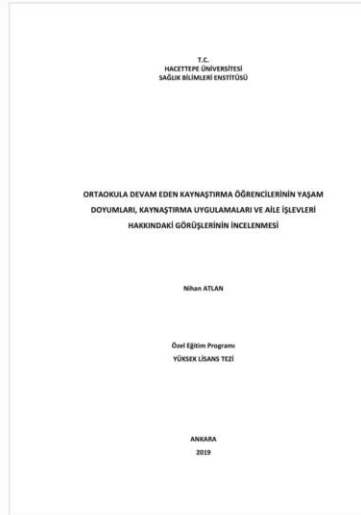 T.C.
HACETTEPE ÜNİVERSİTESİ
SAĞLIK BİLİMLERİ ENSTİTÜSÜ
ORTAOKULA DEVAM EDEN KAYNAŞTIRMA ÖĞRENCİLERİNİN YAŞAM
DOYUMLARI, KAYNAŞTIRMA UYGULAMALARI VE AİLE İŞLEVLERİ
HAKKINDAKİ GÖRÜŞLERİNİN İNCELENMESİ
Nihan ATLAN
Özel Eğitim Programı
YÜKSEK LİSANS TEZİ
ANKARA
2019